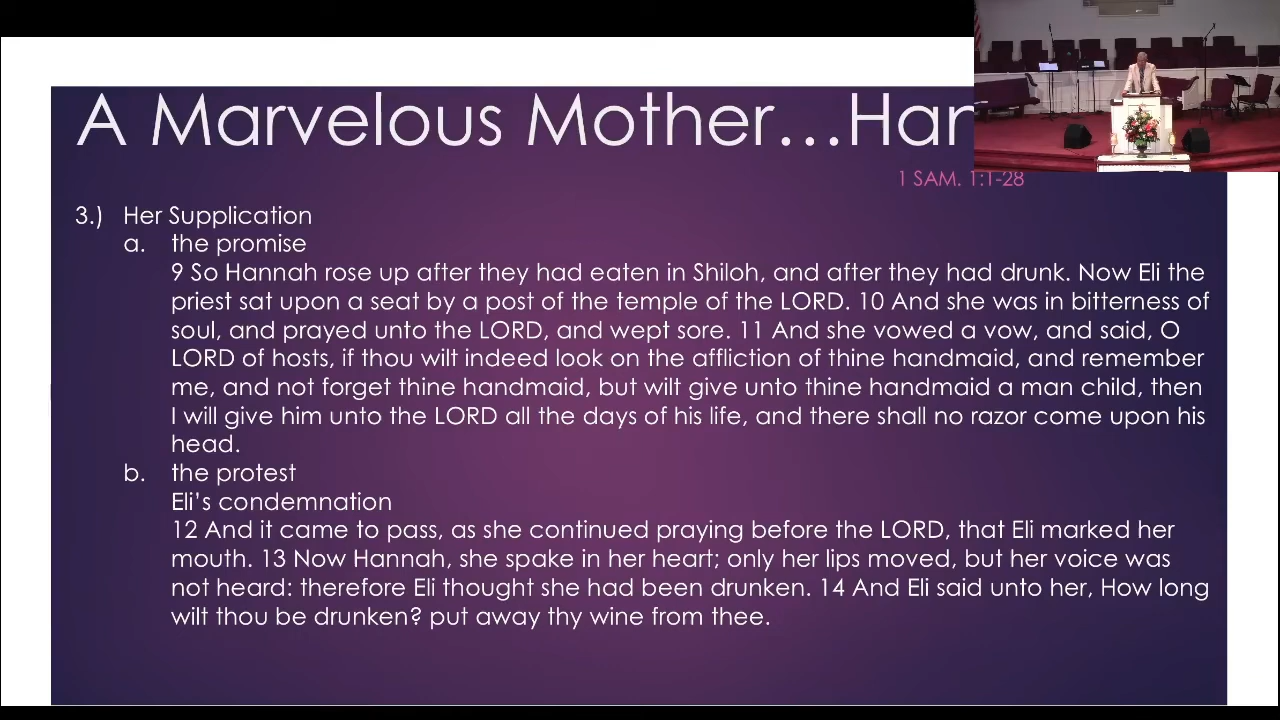 A Marvelous Mother…Han
1 SAM. 1:1-28
3.) Her Supplication
a. the promise
9 So Hannah rose up after they had eaten in Shiloh, and after they had drunk. Now Eli the
priest sat upon a seat by a post of the temple of the LORD. 10 And she was in bitterness of
soul, and prayed unto the LORD, and wept sore. 11 And she vowed a vow, and said, O
LORD of hosts, if thou wilt indeed look on the affliction of thine handmaid, and remember
me, and not forget thine handmaid, but wilt give unto thine handmaid a man child, then
I will give him unto the LORD all the days of his life, and there shall no razor come upon his
head.
b. the protest
Eli’s condemnation
12 And it came to pass, as she continued praying before the LORD, that Eli marked her
mouth. 13 Now Hannah, she spake in her heart; only her lips moved, but her voice was
not heard: therefore Eli thought she had been drunken. 14 And Eli said unto her, How long
wilt thou be drunken? put away thy wine from thee.